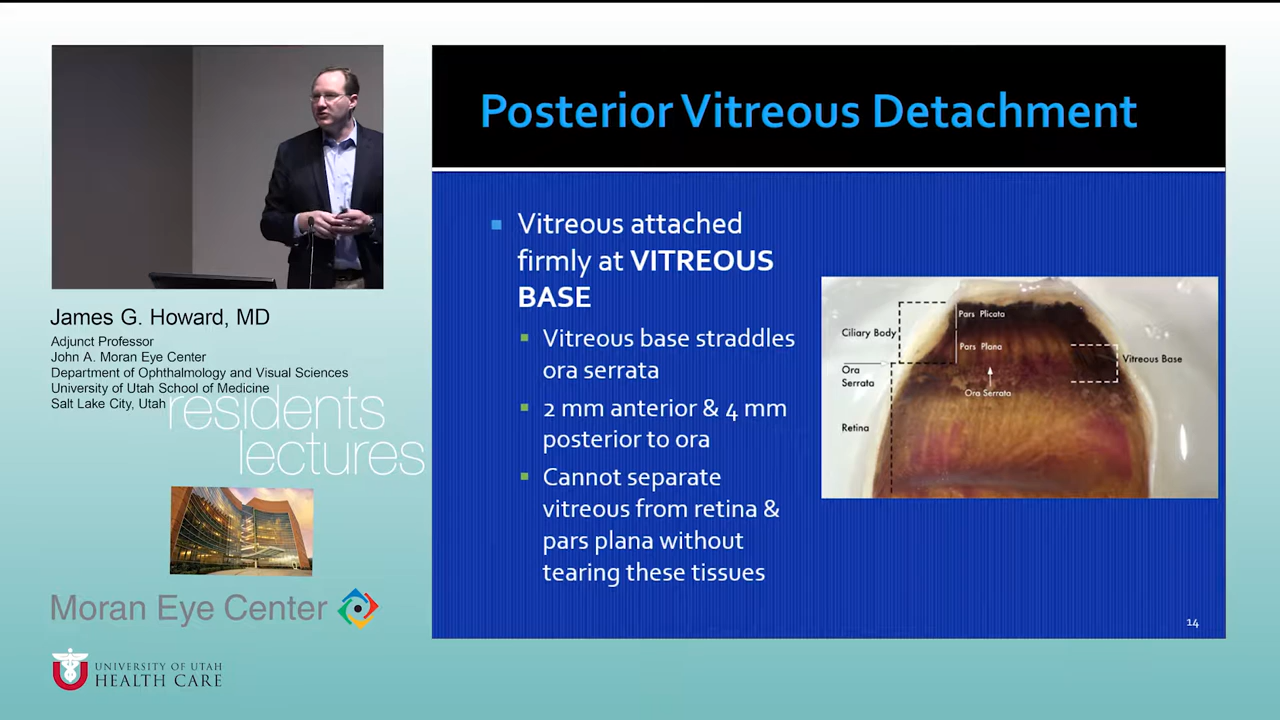 James G. Howard, MD
Adjunct Professor
John A. Moran Eye Center
Department of Ophthalmology and Visual Sciences
University of Utah School of Medicine
Salt Lake City, Utah
residents
lectures
Moran Eye Center
UNIVERSITY OF UTAH
HEALTH CARE
Posterior Vitreous Detachment
Vitreous attached
firmly at VITREOUS
BASE
Vitreous base straddles
ora serrata
2 mm anterior & 4 mm
posterior to ora
Cannot separate
vitreous from retina &
pars plana without
tearing these tissues
Pars Plicata
Ciliary Body
Pars Plana
Vitreous Base
Ora
Serrata
Ora Serrata
Retina
14